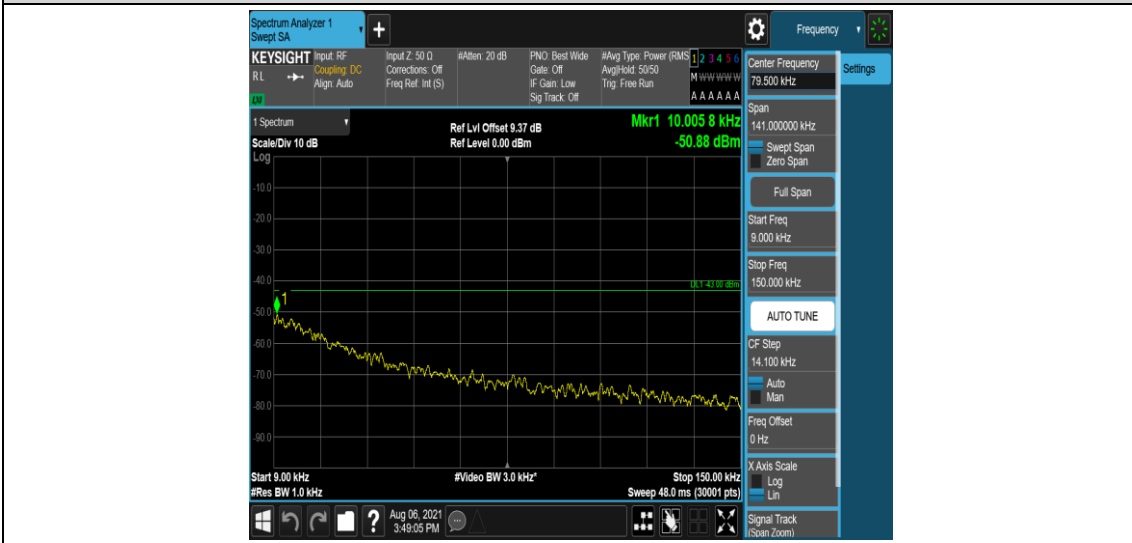 Spectrum Analyzer 1
Swept SA
+
Frequency
KEYSIGHT
RL
LXI
Input: RF
Coupling: DC
Align: Auto
Input Z: 50 Ω
Corrections: Off
Freq Ref: Int (S)
#Atten: 20 dB
PNO: Best Wide
Gate: Off
IF Gain: Low
Sig Track: Off
#Avg Type: Power (RMS
Avg|Hold: 50/50
Trig: Free Run
1 2 3 4 5 6
M W W W W W
A A A A A A
1 Spectrum
Scale/Div 10 dB
Log
Ref Lvl Offset 9.37 dB
Ref Level 0.00 dBm
Mkr1 10.005 8 kHz
-50.88 dBm
-10.0
-20.0
-30.0
-40.0
-50.0
-60.0
-70.0
-80.0
-90.0
DL1 -43.00 dBm
1
Start 9.00 kHz
#Res BW 1.0 kHz
#Video BW 3.0 kHz*
Stop 150.00 kHz
Sweep 48.0 ms (30001 pts)
Center Frequency
79.500 kHz
Span
141.000000 kHz
Swept Span
Zero Span
Full Span
Start Freq
9.000 kHz
Stop Freq
150.000 kHz
AUTO TUNE
CF Step
14.100 kHz
Auto
Man
Freq Offset
0 Hz
X Axis Scale
Log
Lin
Signal Track
(Span Zoom)
Settings
?
Aug 06, 2021
3:49:05 PM